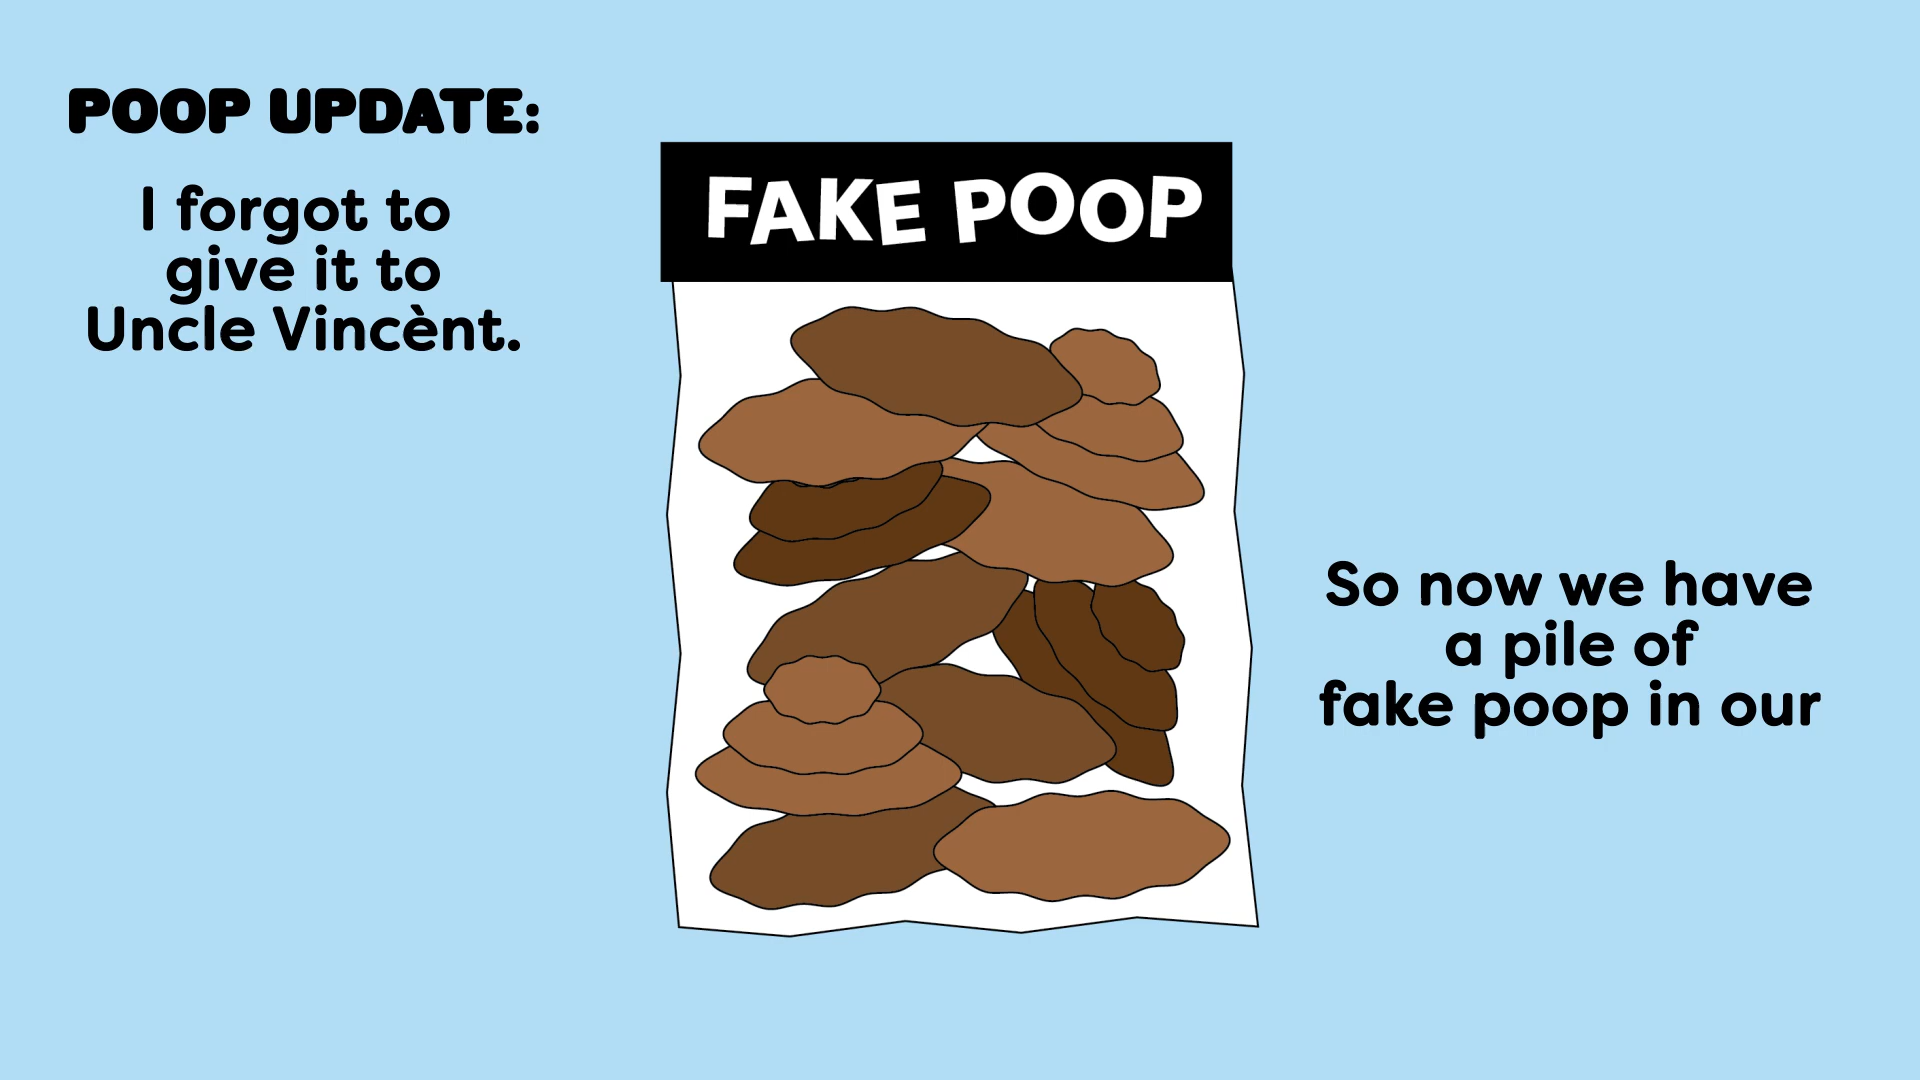 POOP UPDATE:
I forgot to
give it to
Uncle Vincènt.
FAKE POOP
So now we have
a pile of
fake poop in our